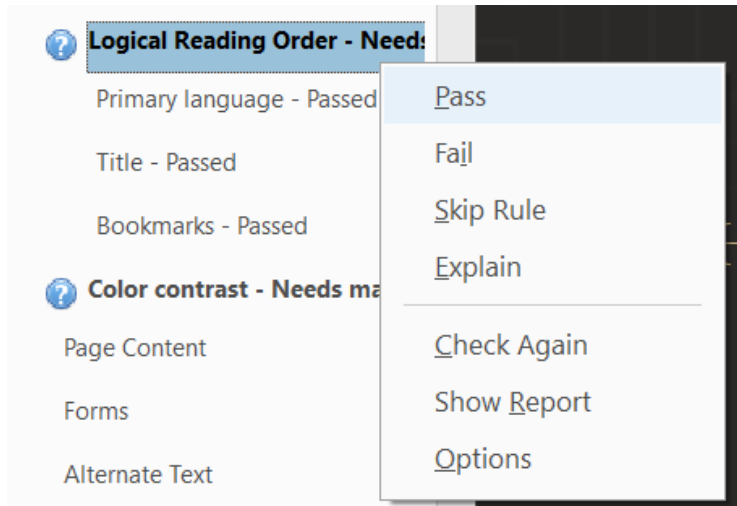 Logical Reading Order - Need
Primary language - Passed
Title - Passed
Bookmarks - Passed
Color contrast - Needs ma
Page Content
Forms
Alternate Text
Pass
Fail
Skip Rule
Explain
Check Again
Show Report
Options